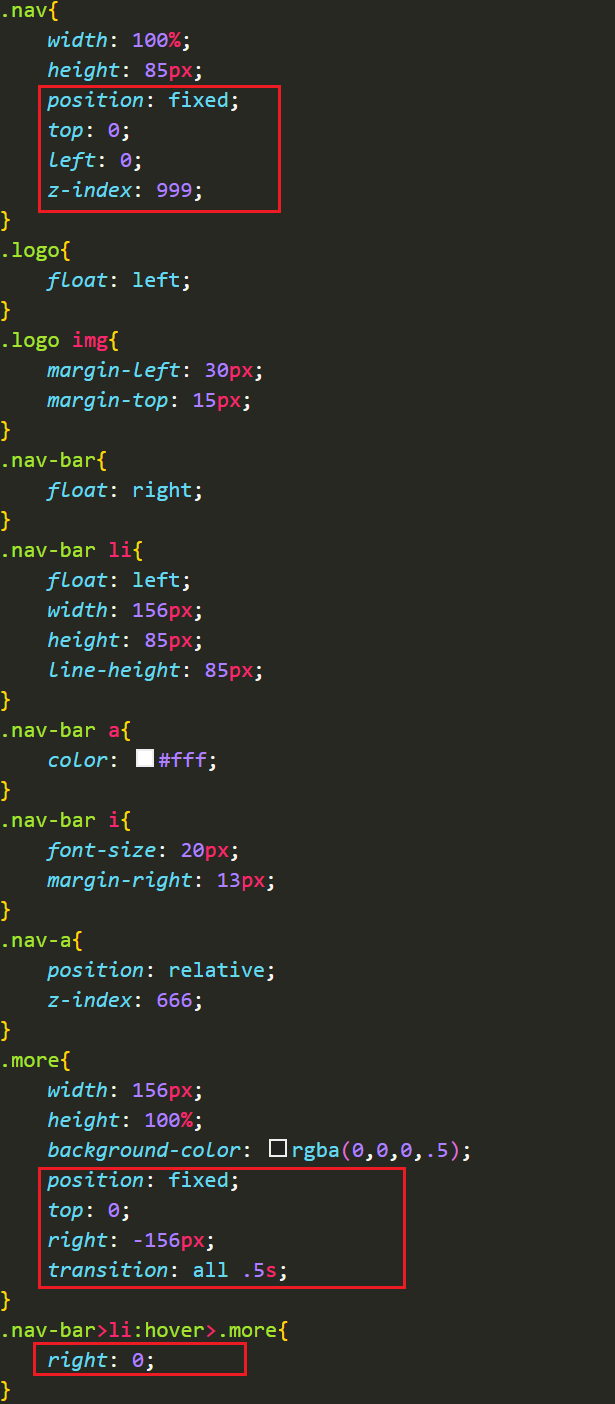 .nav{
    width: 100%;
    height: 85px;
    position: fixed;
    top: 0;
    left: 0;
    z-index: 999;
}
.logo{
    float: left;
}
.logo img{
    margin-left: 30px;
    margin-top: 15px;
}
.nav-bar{
    float: right;
}
.nav-bar li{
    float: left;
    width: 156px;
    height: 85px;
    line-height: 85px;
}
.nav-bar a{
    color: #fff;
}
.nav-bar i{
    font-size: 20px;
    margin-right: 13px;
}
.nav-a{
    position: relative;
    z-index: 666;
}
.more{
    width: 156px;
    height: 100%;
    background-color: rgba(0,0,0,.5);
    position: fixed;
    top: 0;
    right: -156px;
    transition: all .5s;
}
.nav-bar>li:hover>.more{
    right: 0;
}